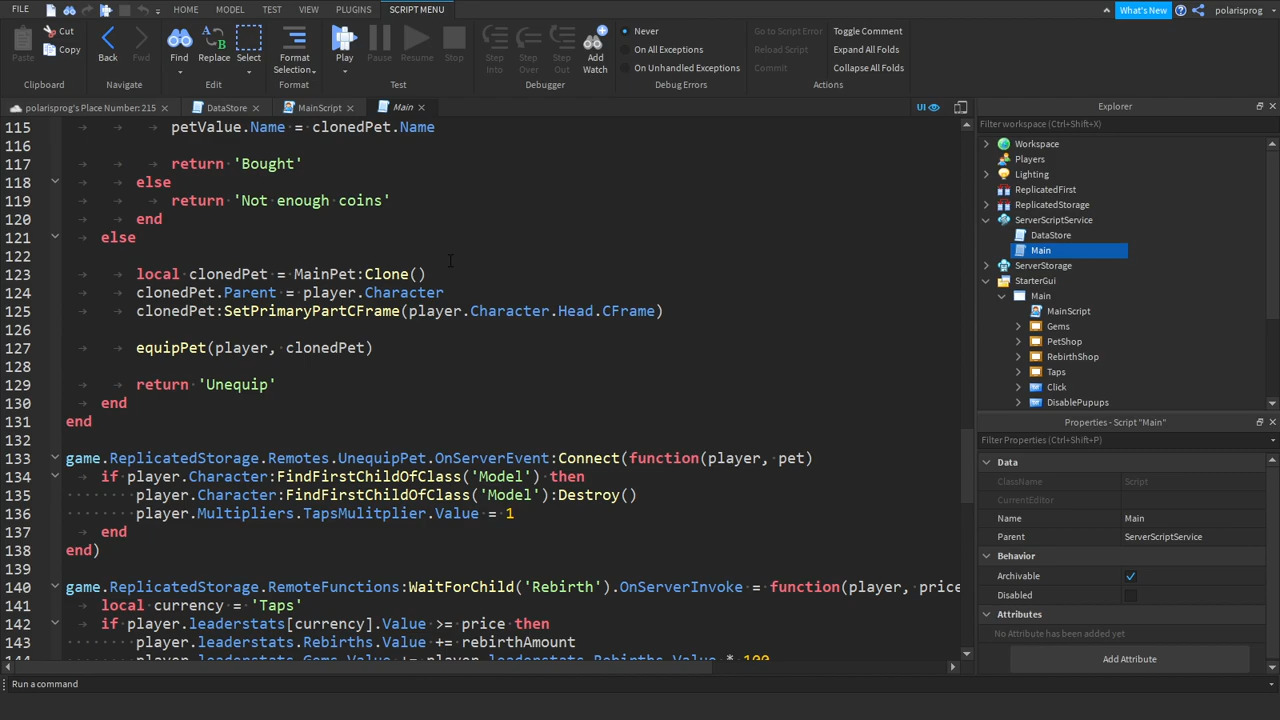 FILE HOME MODEL TEST VIEW PLUGINS SCRIPT MENU What's New polarisprog
Paste Cut Copy Back Fwd Find Replace Select Format Selection Play Pause Resume Stop Step Into Step Over Step Out Add Watch Never On All Exceptions On Unhandled Exceptions Go to Script Error Reload Script Commit Toggle Comment Expand All Folds Collapse All Folds
Clipboard Navigate Edit Format Test Debugger Debug Errors Actions
polarisprog's Place Number: 215 DataStore MainScript Main UI
115 petValue.Name = clonedPet.Name
116
117 return 'Bought'
118 else
119 return 'Not enough coins'
120 end
121 else
122
123 local clonedPet = MainPet:Clone()
124 clonedPet.Parent = player.Character
125 clonedPet:SetPrimaryPartCFrame(player.Character.Head.CFrame)
126
127 equipPet(player, clonedPet)
128
129 return 'Unequip'
130 end
131 end
132
133 game.ReplicatedStorage.Remotes.UnequipPet.OnServerEvent:Connect(function(player, pet)
134 if player.Character:FindFirstChildOfClass('Model') then
135 player.Character:FindFirstChildOfClass('Model'):Destroy()
136 player.Multipliers.TapsMulitplier.Value = 1
137 end
138 end)
139
140 game.ReplicatedStorage.RemoteFunctions:WaitForChild('Rebirth').OnServerInvoke = function(player, price
141 local currency = 'Taps'
142 if player.leaderstats[currency].Value >= price then
143 player.leaderstats.Rebirths.Value += rebirthAmount
144 player.leaderstats.Gems.Value += player.leaderstats.Rebirths.Value * 100
Run a command
Explorer
Filter workspace (Ctrl+Shift+X)
Workspace
Players
Lighting
ReplicatedFirst
ReplicatedStorage
ServerScriptService
DataStore
Main
ServerStorage
StarterGui
Main
MainScript
Gems
PetShop
RebirthShop
Taps
Click
DisablePupups
Properties - Script "Main"
Filter Properties (Ctrl+Shift+P)
Data
ClassName Script
CurrentEditor
Name Main
Parent ServerScriptService
Behavior
Archivable
Disabled
Attributes
No Attribute has been added yet
Add Attribute